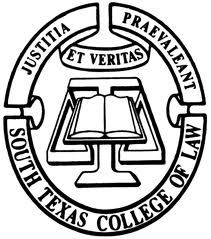 JUSTITIA
PRAEVALEANT
ET VERITAS
SOUTH TEXAS COLLEGE OF LAW